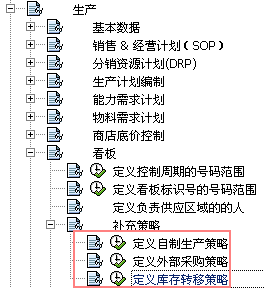 生产
基本数据
销售 & 经营计划(SOP)
分销资源计划(DRP)
生产计划编制
能力需求计划
物料需求计划
商店底价控制
看板
定义控制周期的号码范围
定义看板标识号的号码范围
定义负责供应区域的的人
补充策略
定义自制生产策略
定义外部采购策略
定义库存转移策略